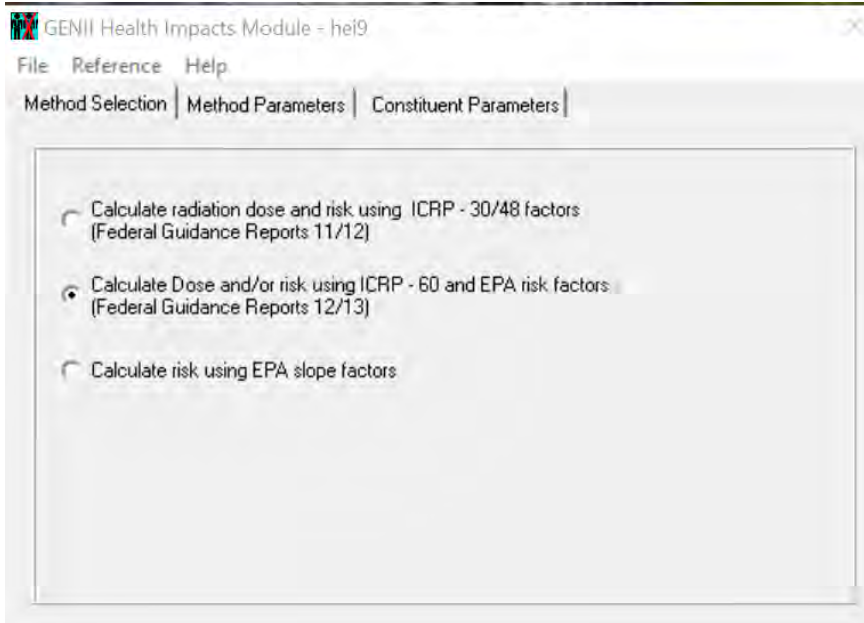 GENII Health Impacts Module - hei9
File Reference Help
Method Selection Method Parameters Constituent Parameters
Calculate radiation dose and risk using ICRP - 30/48 factors
(Federal Guidance Reports 11/12)
Calculate Dose and/or risk using ICRP - 60 and EPA risk factors
(Federal Guidance Reports 12/13)
Calculate risk using EPA slope factors